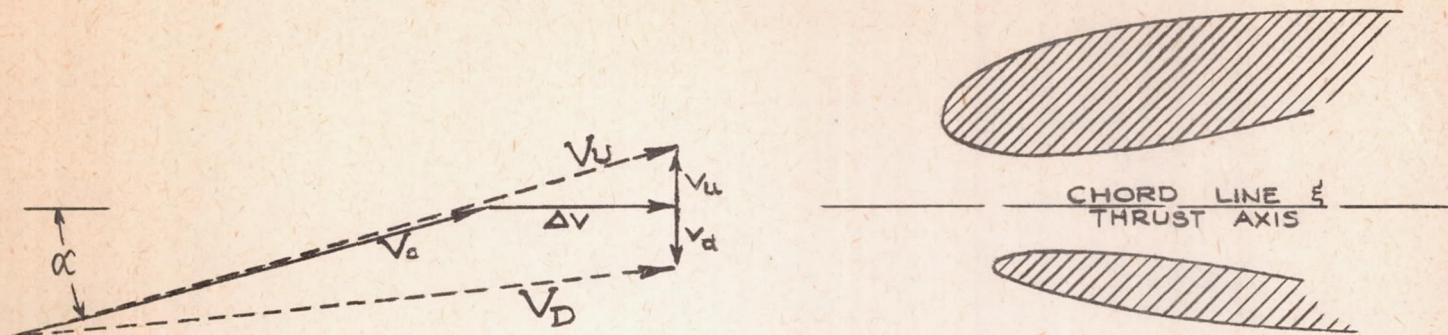 V_U
v_u
CHORD LINE &
THRUST AXIS
ΔV
V_o
v_d
α
V_D